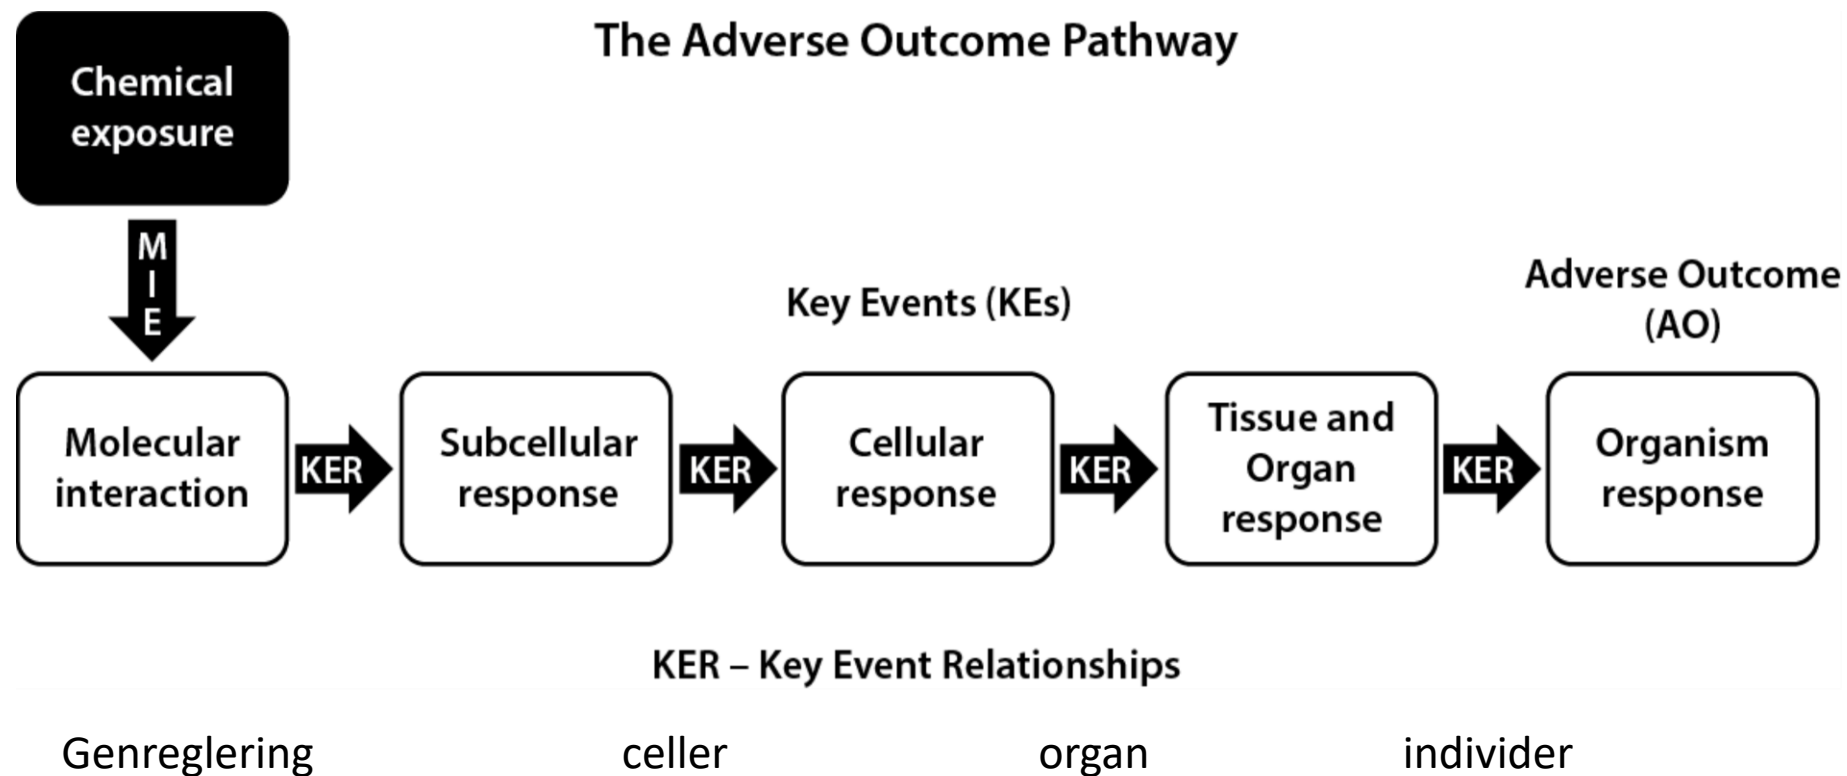 The Adverse Outcome Pathway
Chemical
exposure
M
I
E
Key Events (KEs)
Adverse Outcome
(AO)
Molecular
interaction
KER
Subcellular
response
KER
Cellular
response
KER
Tissue and
Organ
response
KER
Organism
response
KER – Key Event Relationships
Genreglering
celler
organ
individer